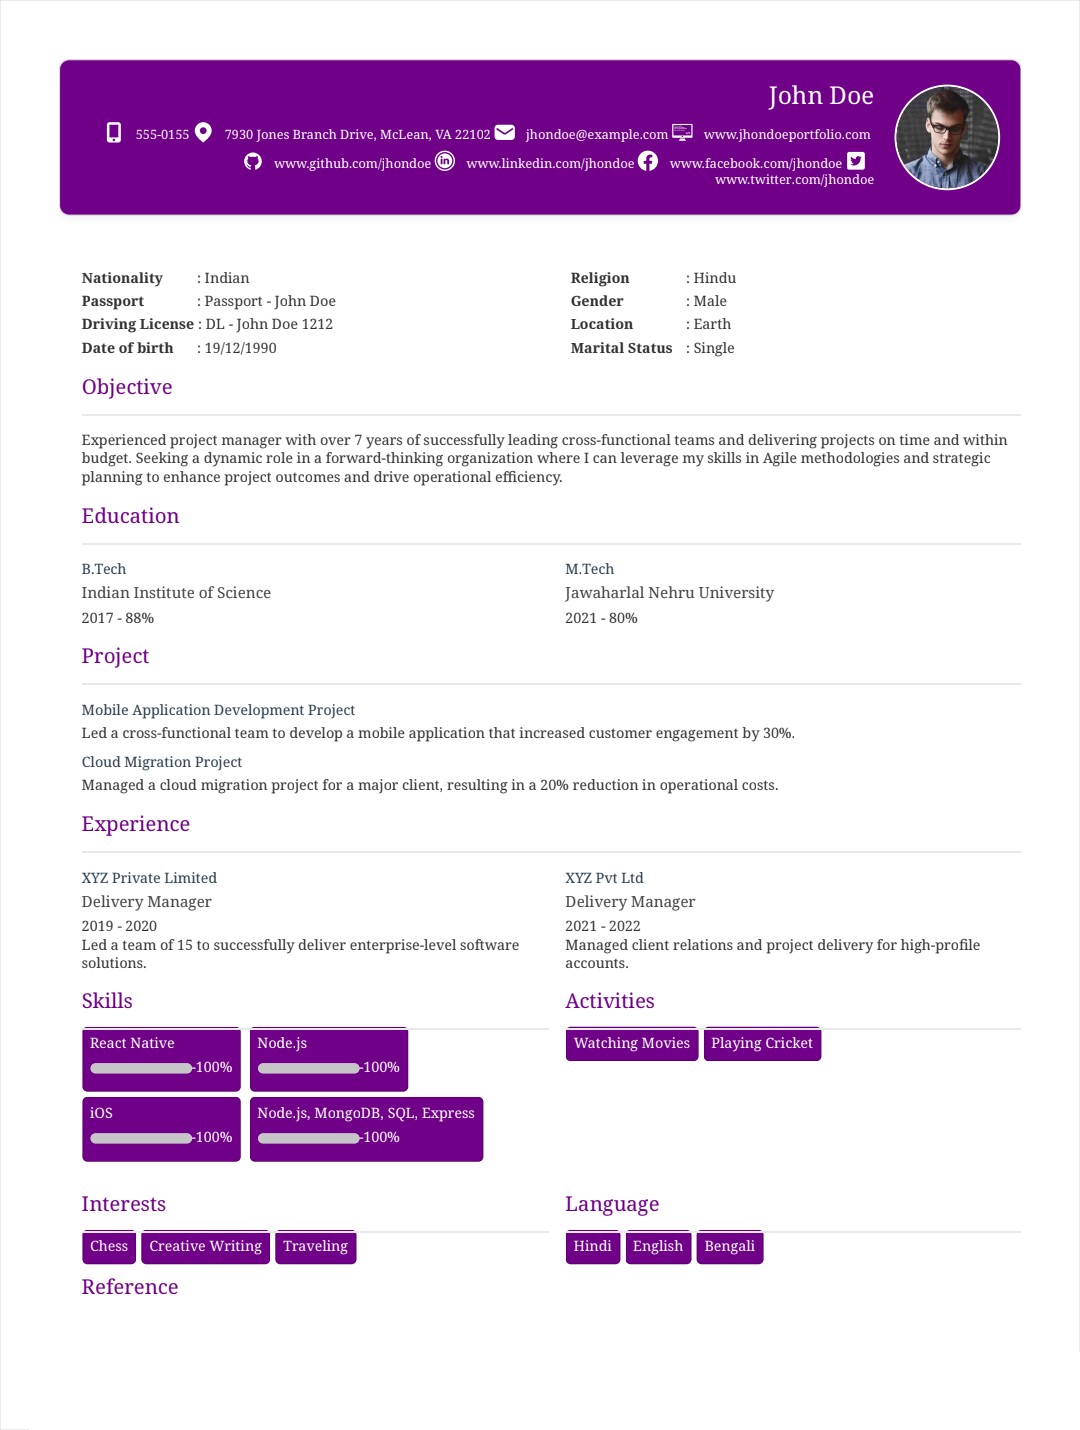 John Doe
555-0155 7930 Jones Branch Drive, McLean, VA 22102 jhondoe@example.com www.jhondoeportfolio.com
www.github.com/jhondoe www.linkedin.com/jhondoe www.facebook.com/jhondoe
www.twitter.com/jhondoe
Nationality : Indian
Passport : Passport - John Doe
Driving License : DL - John Doe 1212
Date of birth : 19/12/1990
Religion : Hindu
Gender : Male
Location : Earth
Marital Status : Single
Objective
Experienced project manager with over 7 years of successfully leading cross-functional teams and delivering projects on time and within
budget. Seeking a dynamic role in a forward-thinking organization where I can leverage my skills in Agile methodologies and strategic
planning to enhance project outcomes and drive operational efficiency.
Education
B.Tech
Indian Institute of Science
2017 - 88%
M.Tech
Jawaharlal Nehru University
2021 - 80%
Project
Mobile Application Development Project
Led a cross-functional team to develop a mobile application that increased customer engagement by 30%.
Cloud Migration Project
Managed a cloud migration project for a major client, resulting in a 20% reduction in operational costs.
Experience
XYZ Private Limited
Delivery Manager
2019 - 2020
Led a team of 15 to successfully deliver enterprise-level software
solutions.
XYZ Pvt Ltd
Delivery Manager
2021 - 2022
Managed client relations and project delivery for high-profile
accounts.
Skills
React Native
-100%
Node.js
-100%
iOS
-100%
Node.js, MongoDB, SQL, Express
-100%
Activities
Watching Movies
Playing Cricket
Interests
Chess
Creative Writing
Traveling
Language
Hindi
English
Bengali
Reference